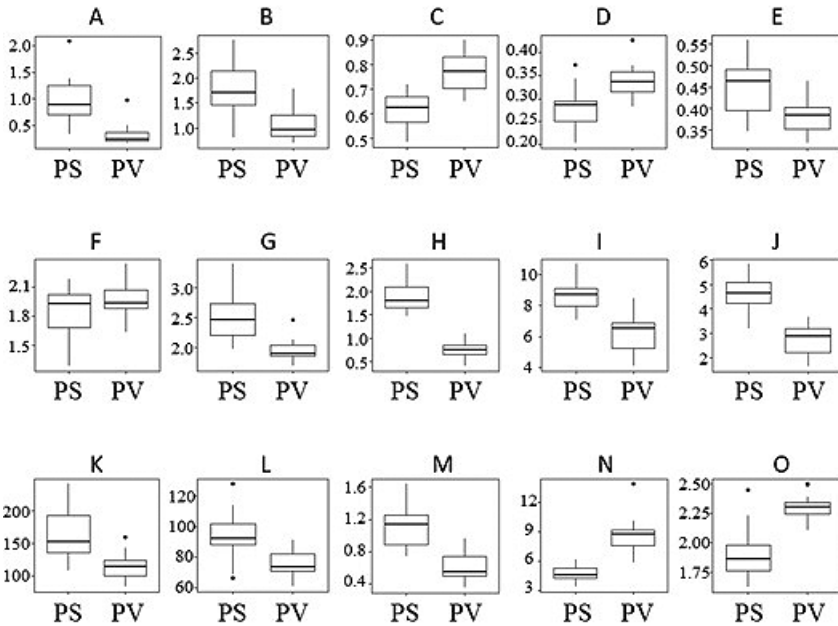 A B C D E
2.0 1.0 0.5 PS PV
2.5 2.0 1.5 1.0 PS PV
0.9 0.8 0.7 0.6 0.5 PS PV
0.40 0.35 0.30 0.25 0.20 PS PV
0.55 0.50 0.45 0.40 0.35 PS PV
F G H I J
2.1 1.8 1.5 PS PV
3.0 2.5 2.0 PS PV
2.5 2.0 1.5 1.0 0.5 PS PV
10 8 6 4 PS PV
6 5 4 3 2 PS PV
K L M N O
200 150 100 PS PV
120 100 80 60 PS PV
1.6 1.2 0.8 0.4 PS PV
12 9 6 3 PS PV
2.50 2.25 2.00 1.75 PS PV